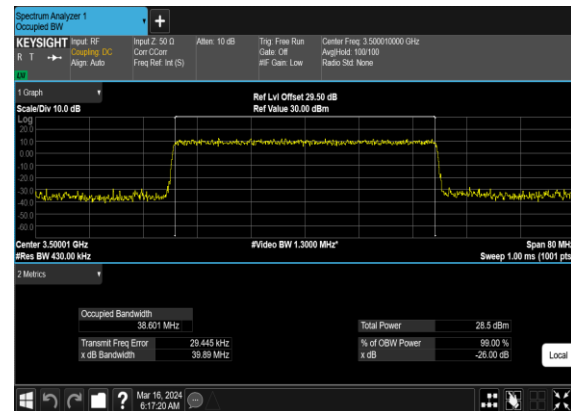 Spectrum Analyzer 1
Occupied BW
KEYSIGHT Input: RF Input Z: 50 Ω Atten: 10 dB Trig: Free Run Center Freq: 3.500010000 GHz
R T Coupling: DC Corr CCorr Gate: Off Avg|Hold: 100/100
Align: Auto Freq Ref: Int (S) #IF Gain: Low Radio Std: None
1 Graph
Ref Lvl Offset 29.50 dB
Scale/Div 10.0 dB Ref Value 30.00 dBm
Log
20.0
10.0
0.00
-10.0
-20.0
-30.0
-40.0
-50.0
-60.0
Center 3.50001 GHz #Video BW 1.3000 MHz* Span 80 MHz
#Res BW 430.00 kHz Sweep 1.00 ms (1001 pts
2 Metrics
Occupied Bandwidth
38.601 MHz Total Power 28.5 dBm
Transmit Freq Error 29.445 kHz % of OBW Power 99.00 %
x dB Bandwidth 39.89 MHz x dB -26.00 dB
Local
Mar 16, 2024
6:17:20 AM